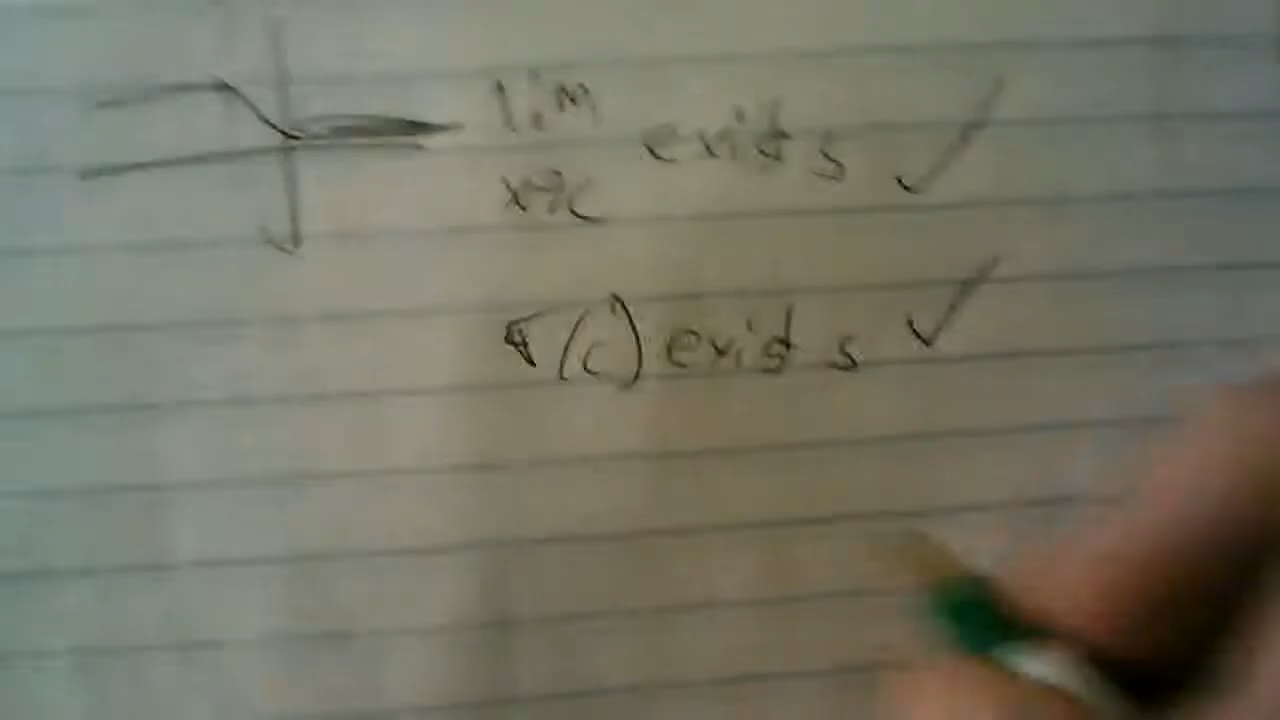 lim exists ✓
x→c
f(c) exists ✓